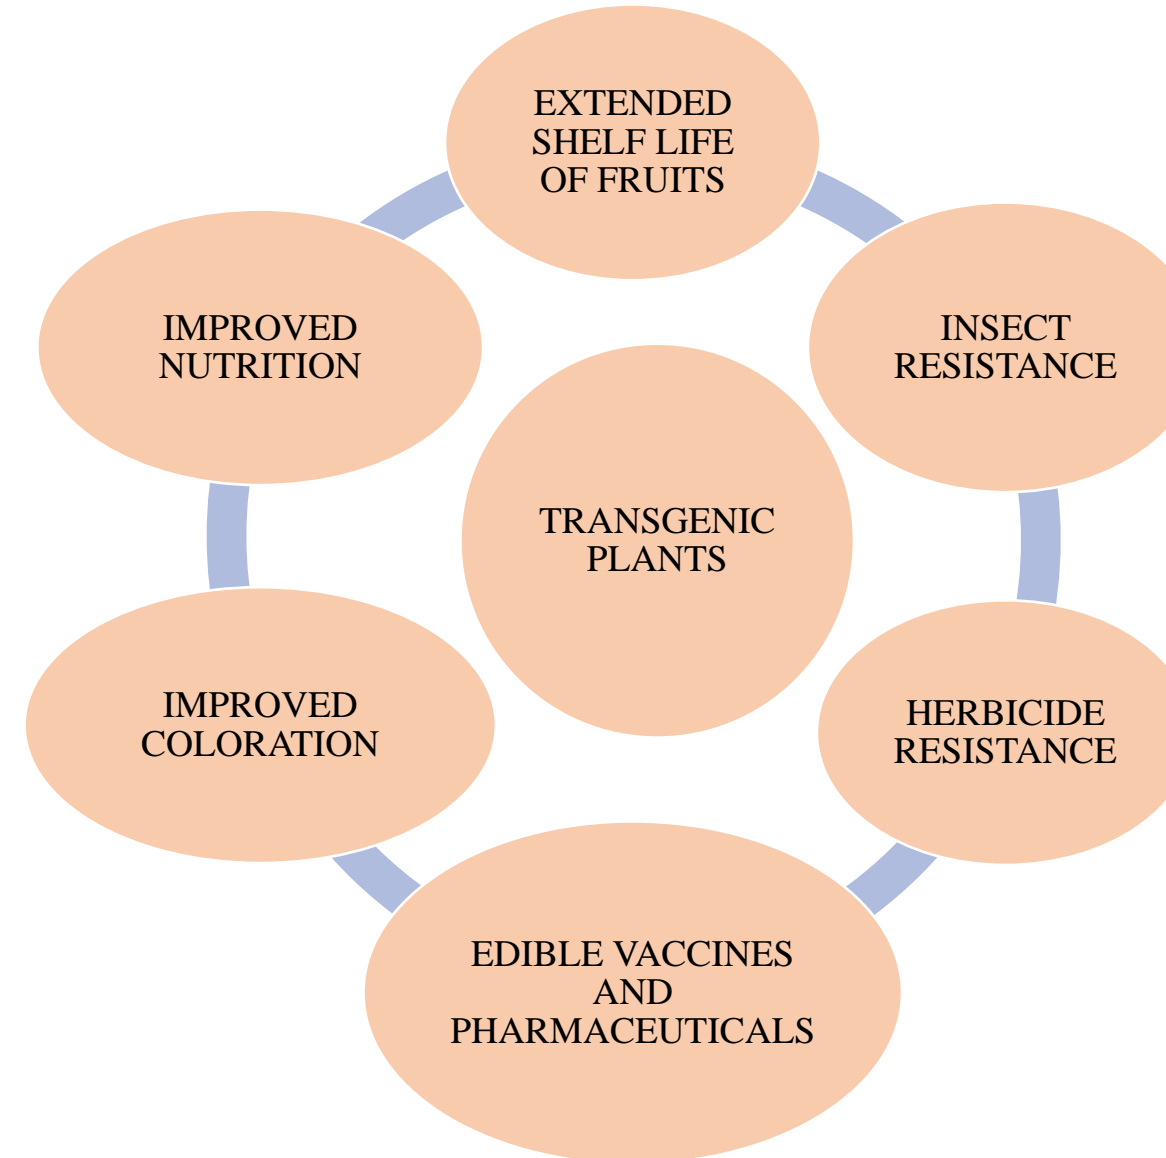 EXTENDED
SHELF LIFE
OF FRUITS
IMPROVED
NUTRITION
INSECT
RESISTANCE
TRANSGENIC
PLANTS
IMPROVED
COLORATION
HERBICIDE
RESISTANCE
EDIBLE VACCINES
AND
PHARMACEUTICALS